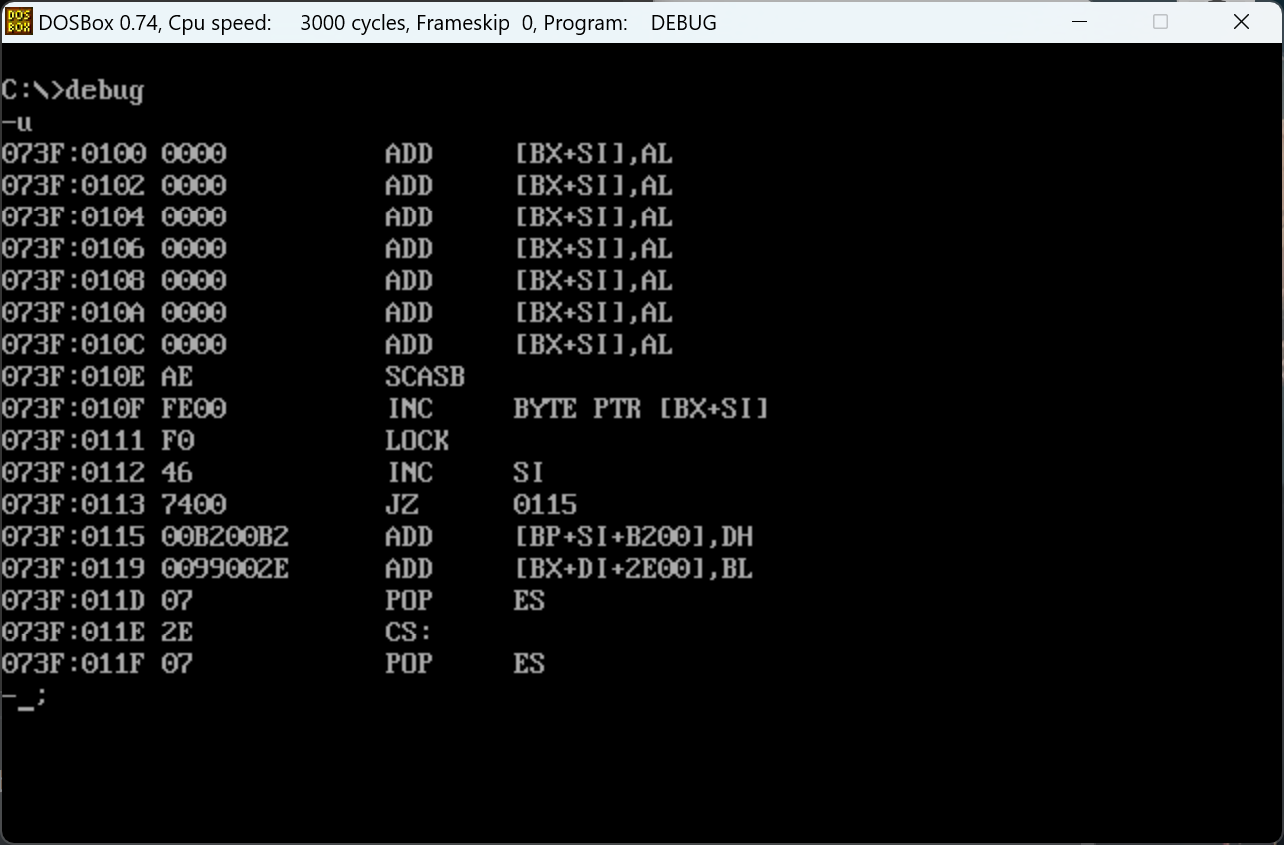 DOS
BOX
DOSBox 0.74, Cpu speed: 3000 cycles, Frameskip 0, Program: DEBUG
C:\>debug
-u
073F:0100 0000 ADD [BX+SI],AL
073F:0102 0000 ADD [BX+SI],AL
073F:0104 0000 ADD [BX+SI],AL
073F:0106 0000 ADD [BX+SI],AL
073F:0108 0000 ADD [BX+SI],AL
073F:010A 0000 ADD [BX+SI],AL
073F:010C 0000 ADD [BX+SI],AL
073F:010E AE SCASB
073F:010F FE00 INC BYTE PTR [BX+SI]
073F:0111 F0 LOCK
073F:0112 46 INC SI
073F:0113 7400 JZ 0115
073F:0115 00B200B2 ADD [BP+SI+B200],DH
073F:0119 0099002E ADD [BX+DI+2E00],BL
073F:011D 07 POP ES
073F:011E 2E CS:
073F:011F 07 POP ES
-_;